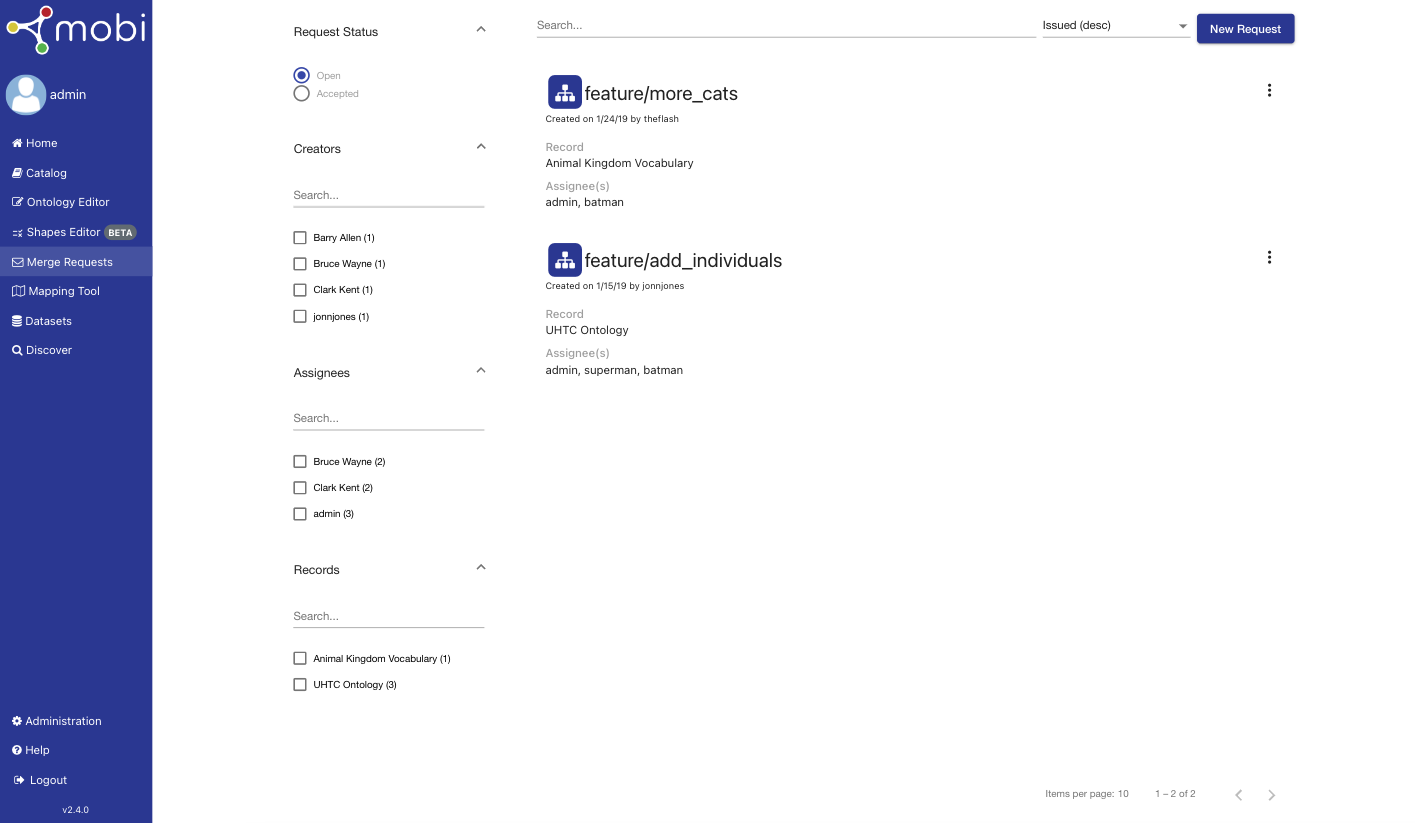 mobi
admin
Home
Catalog
Ontology Editor
Shapes Editor BETA
Merge Requests
Mapping Tool
Datasets
Discover
Administration
Help
Logout
v2.4.0
Request Status
Open
Accepted
Creators
Search...
Barry Allen (1)
Bruce Wayne (1)
Clark Kent (1)
jonnjones (1)
Assignees
Search...
Bruce Wayne (2)
Clark Kent (2)
admin (3)
Records
Search...
Animal Kingdom Vocabulary (1)
UHTC Ontology (3)
Search...
Issued (desc)
New Request
feature/more_cats
Created on 1/24/19 by theflash
Record
Animal Kingdom Vocabulary
Assignee(s)
admin, batman
feature/add_individuals
Created on 1/15/19 by jonnjones
Record
UHTC Ontology
Assignee(s)
admin, superman, batman
Items per page: 10
1 – 2 of 2